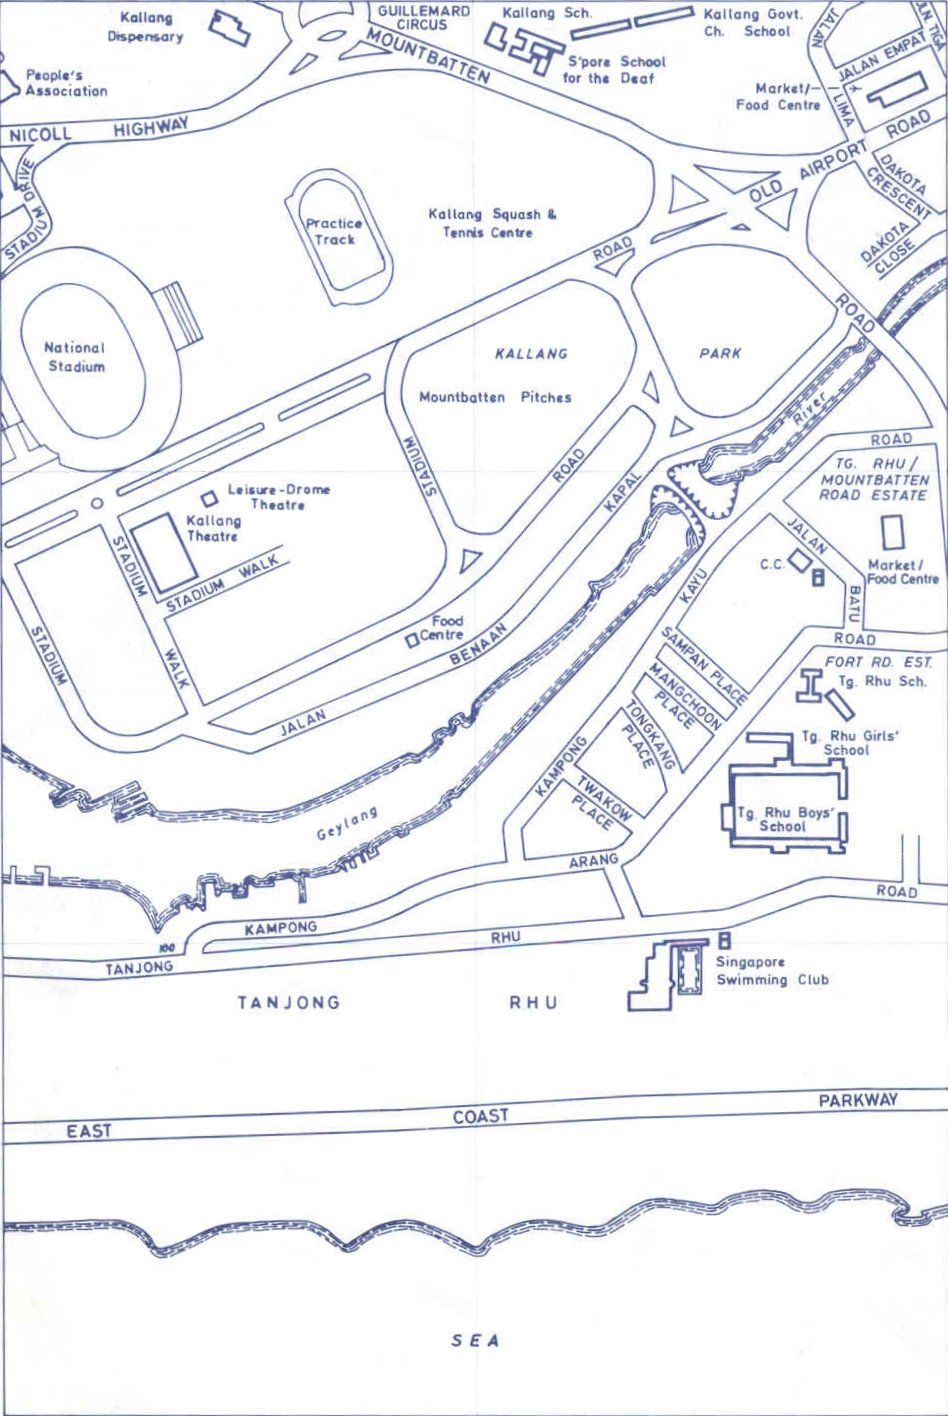 Kallang
Dispensary
GUILLEMARD
CIRCUS
Kallang Sch.
Kallang Govt.
Ch. School
JALAN
JLN. TIGA
MOUNTBATTEN
S'pore School
for the Deaf
JALAN EMPAT
People's
Association
Market/
Food Centre
LIMA
NICOLL HIGHWAY
OLD AIRPORT ROAD
STADIUM DRIVE
DAKOTA
CRESCENT
Practice
Track
Kallang Squash &
Tennis Centre
ROAD
DAKOTA
CLOSE
ROAD
National
Stadium
KALLANG PARK
Mountbatten Pitches
River
ROAD
STADIUM
ROAD
KAPAL
TG. RHU /
MOUNTBATTEN
ROAD ESTATE
Leisure-Drome
Theatre
Kallang
Theatre
STADIUM
STADIUM WALK
JALAN
C.C.
Market/
Food Centre
KAYU
BATU
Food
Centre
STADIUM
WALK
BENAAN
ROAD
SAMPAN PLACE
FORT RD. EST.
Tg. Rhu Sch.
MANGCHOON
PLACE
JALAN
TONGKANG
PLACE
Tg. Rhu Girls'
School
KAMPONG
TWAKOW
PLACE
Geylang
Tg. Rhu Boys'
School
ARANG
ROAD
KAMPONG
RHU
100
TANJONG
Singapore
Swimming Club
TANJONG RHU
EAST COAST PARKWAY
SEA